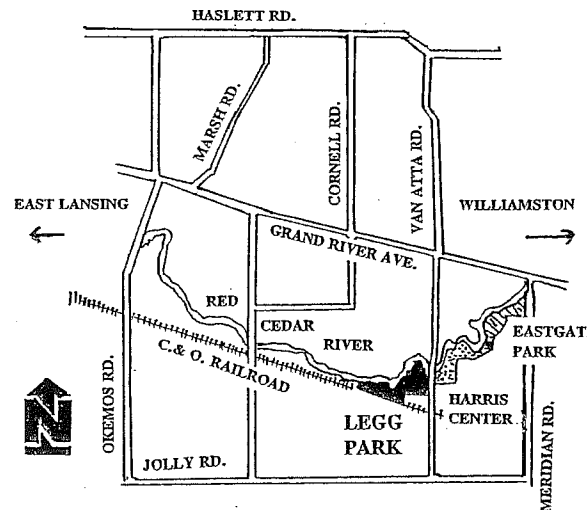 HASLETT RD.
MARSH RD.
CORNELL RD.
VAN ATTA RD.
EAST LANSING
WILLIAMSTON
GRAND RIVER AVE.
RED
CEDAR
RIVER
EASTGAT
PARK
C.& O. RAILROAD
OKEMOS RD.
HARRIS
CENTER
LEGG
PARK
N
MERIDIAN RD.
JOLLY RD.